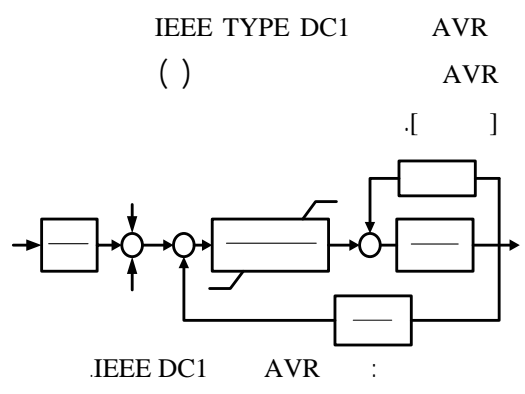 IEEE TYPE DC1 AVR
( ) AVR
.[ ]
.IEEE DC1 AVR :